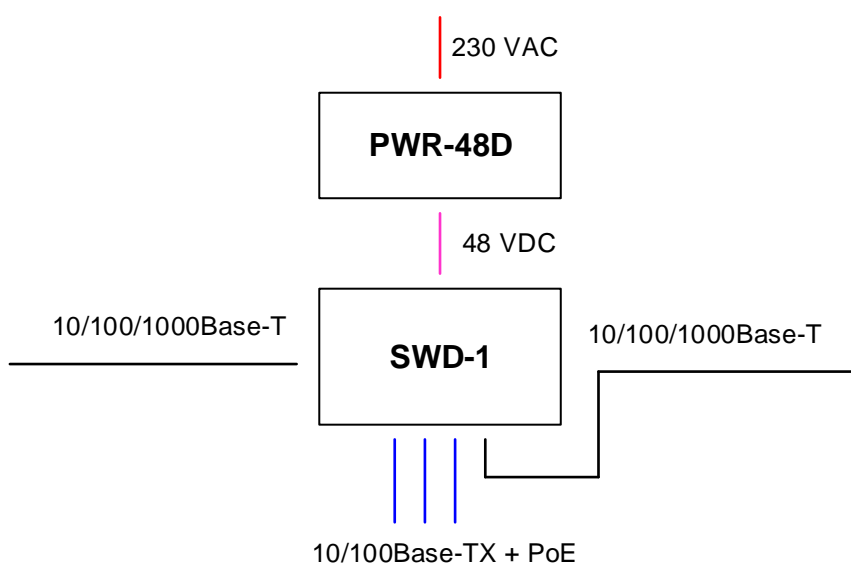 230 VAC
PWR-48D
48 VDC
10/100/1000Base-T
10/100/1000Base-T
SWD-1
10/100Base-TX + PoE